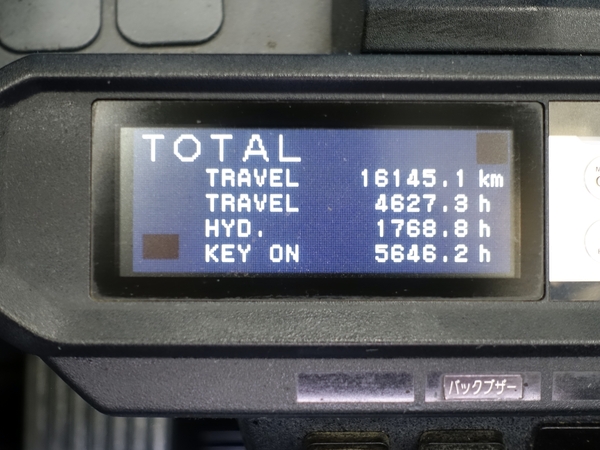 TOTAL
TRAVEL 16145.1 km
TRAVEL 4627.3 h
HYD. 1768.8 h
KEY ON 5646.2 h
バックブザー